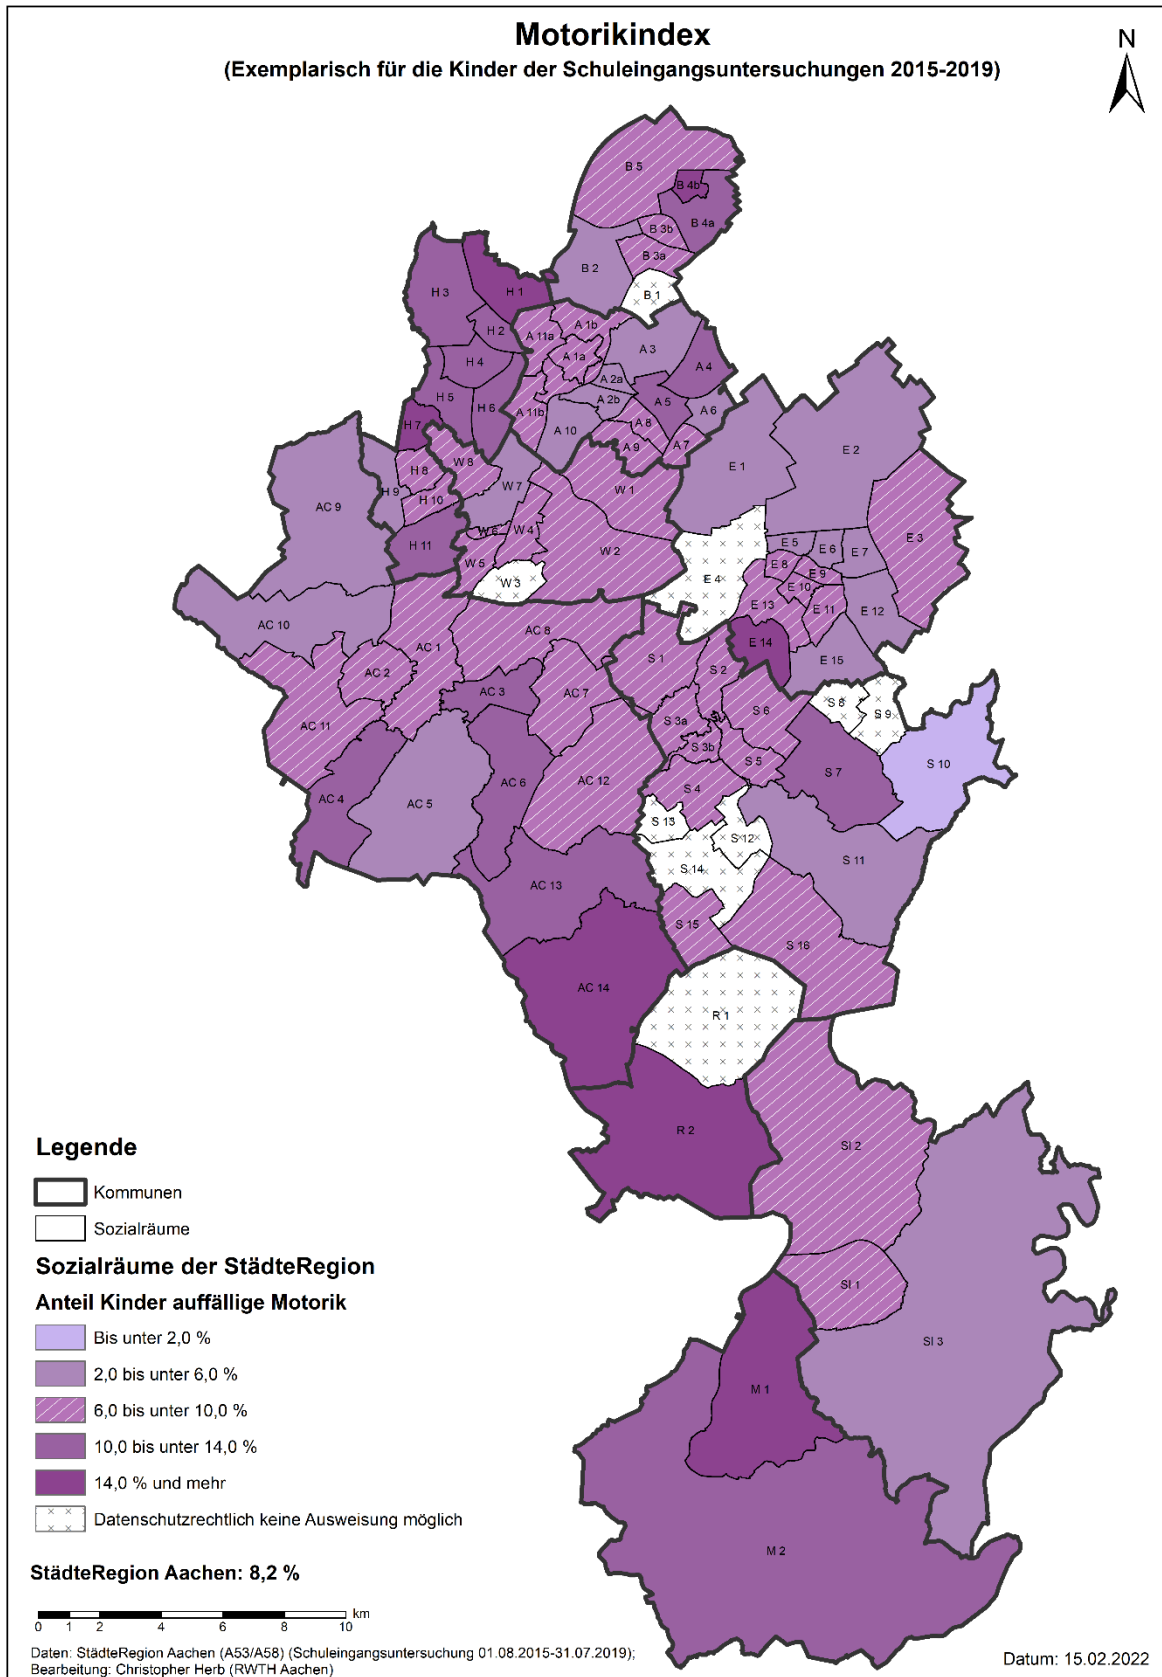 Motorikindex
(Exemplarisch für die Kinder der Schuleingangsuntersuchungen 2015-2019)
N
B 5
B 4b
B 4a
B 3b
B 3a
B 2
B 1
H 3
H 1
H 2
H 4
H 5
H 6
H 7
H 8
H 9
H 10
H 11
A 11a
A 1b
A 1a
A 3
A 4
A 2a
A 2b
A 5
A 6
A 11b
A 10
A 8
A 9
A 7
W 8
W 7
W 1
W 4
W 6
W 5
W 2
W 3
E 1
E 2
E 3
E 4
E 5
E 6
E 7
E 8
E 9
E 10
E 11
E 12
E 13
E 14
E 15
AC 9
AC 10
AC 1
AC 8
AC 2
AC 3
AC 7
AC 11
AC 4
AC 5
AC 6
AC 12
AC 13
AC 14
S 1
S 2
S 3a
S 3b
S 6
S 5
S 4
S 7
S 8
S 9
S 10
S 11
S 12
S 13
S 14
S 15
S 16
R 1
R 2
SI 2
SI 1
SI 3
M 1
M 2
Legende
Kommunen
Sozialräume
Sozialräume der StädteRegion
Anteil Kinder auffällige Motorik
Bis unter 2,0 %
2,0 bis unter 6,0 %
6,0 bis unter 10,0 %
10,0 bis unter 14,0 %
14,0 % und mehr
Datenschutzrechtlich keine Ausweisung möglich
StädteRegion Aachen: 8,2 %
km
0 1 2 4 6 8 10
Daten: StädteRegion Aachen (A53/A58) (Schuleingangsuntersuchung 01.08.2015-31.07.2019);
Bearbeitung: Christopher Herb (RWTH Aachen)
Datum: 15.02.2022